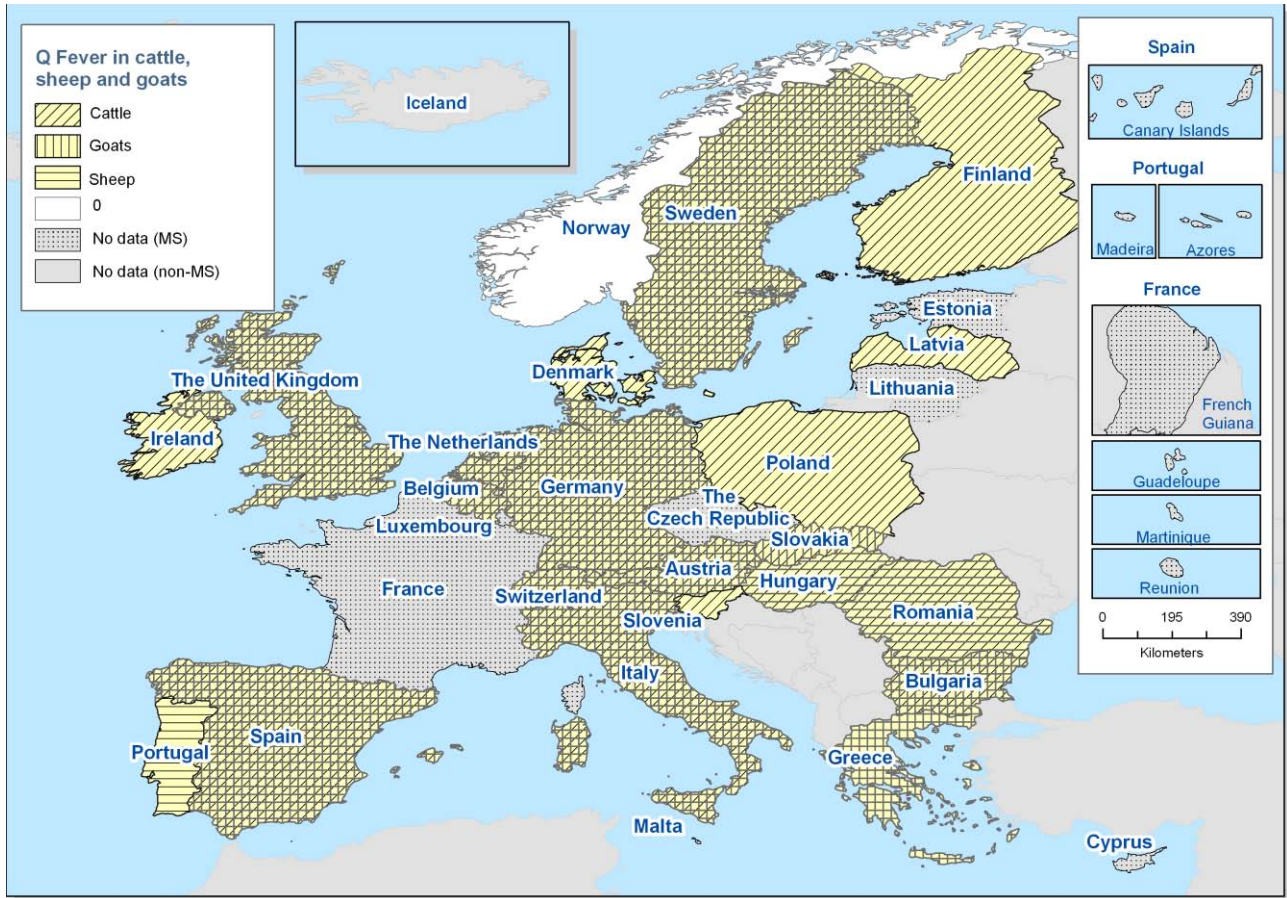 Q Fever in cattle,
sheep and goats
Cattle
Goats
Sheep
0
No data (MS)
No data (non-MS)
Iceland
Norway
Sweden
Finland
Estonia
Latvia
Lithuania
Denmark
The United Kingdom
Ireland
The Netherlands
Belgium
Luxembourg
Germany
Poland
The
Czech Republic
Slovakia
Austria
Hungary
France
Switzerland
Slovenia
Romania
Italy
Bulgaria
Portugal
Spain
Greece
Malta
Cyprus
Spain
Canary Islands
Portugal
Madeira
Azores
France
French
Guiana
Guadeloupe
Martinique
Reunion
0 195 390
Kilometers